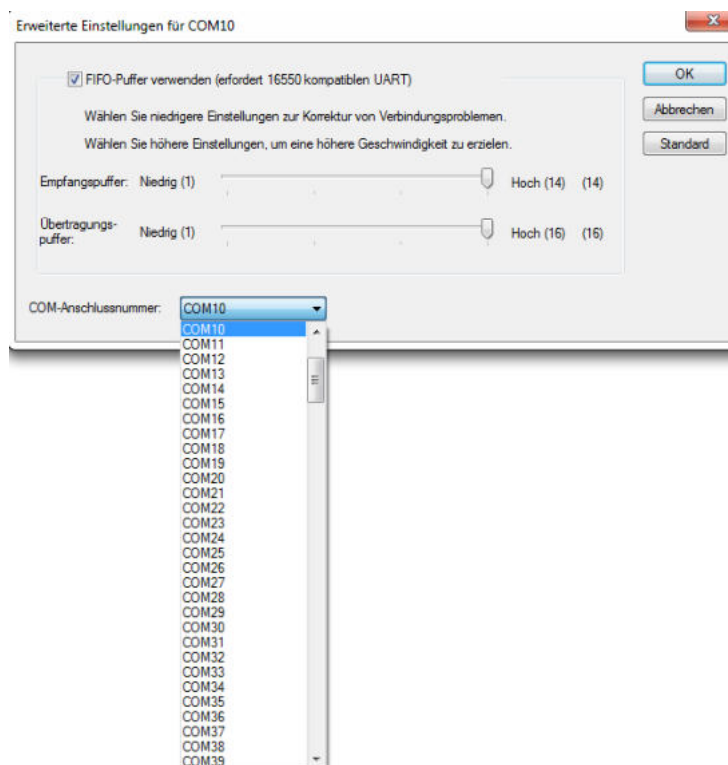 Erweiterte Einstellungen für COM10
FIFO-Puffer verwenden (erfordert 16550 kompatiblen UART)
OK
Wählen Sie niedrigere Einstellungen zur Korrektur von Verbindungsproblemen.
Abbrechen
Wählen Sie höhere Einstellungen, um eine höhere Geschwindigkeit zu erzielen.
Standard
Empfangspuffer: Niedrig (1) Hoch (14) (14)
Übertragungs-
puffer: Niedrig (1) Hoch (16) (16)
COM-Anschlussnummer: COM10
COM10
COM11
COM12
COM13
COM14
COM15
COM16
COM17
COM18
COM19
COM20
COM21
COM22
COM23
COM24
COM25
COM26
COM27
COM28
COM29
COM30
COM31
COM32
COM33
COM34
COM35
COM36
COM37
COM38
COM39